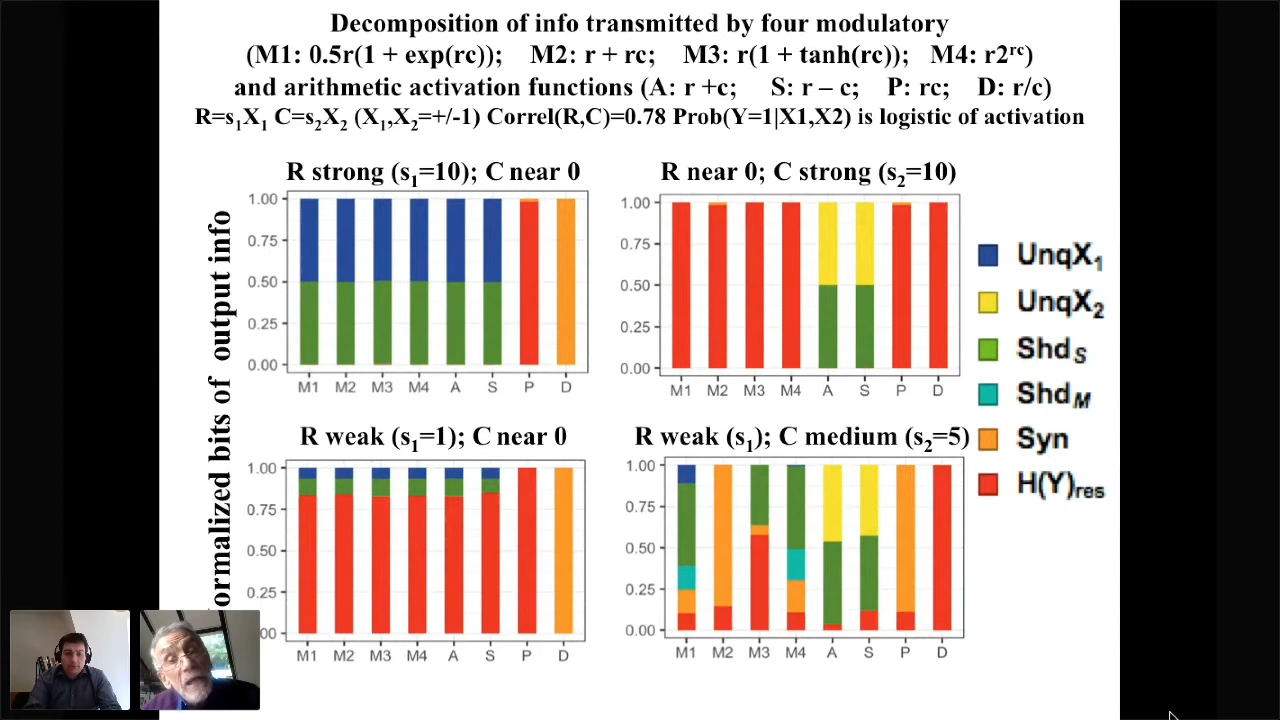 Decomposition of info transmitted by four modulatory
(M1: 0.5r(1 + exp(rc)); M2: r + rc; M3: r(1 + tanh(rc)); M4: r2ʳᶜ)
and arithmetic activation functions (A: r +c; S: r – c; P: rc; D: r/c)
R=s₁X₁ C=s₂X₂ (X₁,X₂=+/-1) Correl(R,C)=0.78 Prob(Y=1|X1,X2) is logistic of activation
R strong (s₁=10); C near 0
1.00
0.75
0.50
0.25
0.00
M1 M2 M3 M4 A S P D
R near 0; C strong (s₂=10)
1.00
0.75
0.50
0.25
0.00
M1 M2 M3 M4 A S P D
ormalized bits of output info
R weak (s₁=1); C near 0
1.00
0.75
0.50
0.25
00
M1 M2 M3 M4 A S P D
R weak (s₁); C medium (s₂=5)
1.00
0.75
0.50
0.25
0.00
M1 M2 M3 M4 A S P D
UnqX₁
UnqX₂
Shd S
Shd M
Syn
H(Y)res